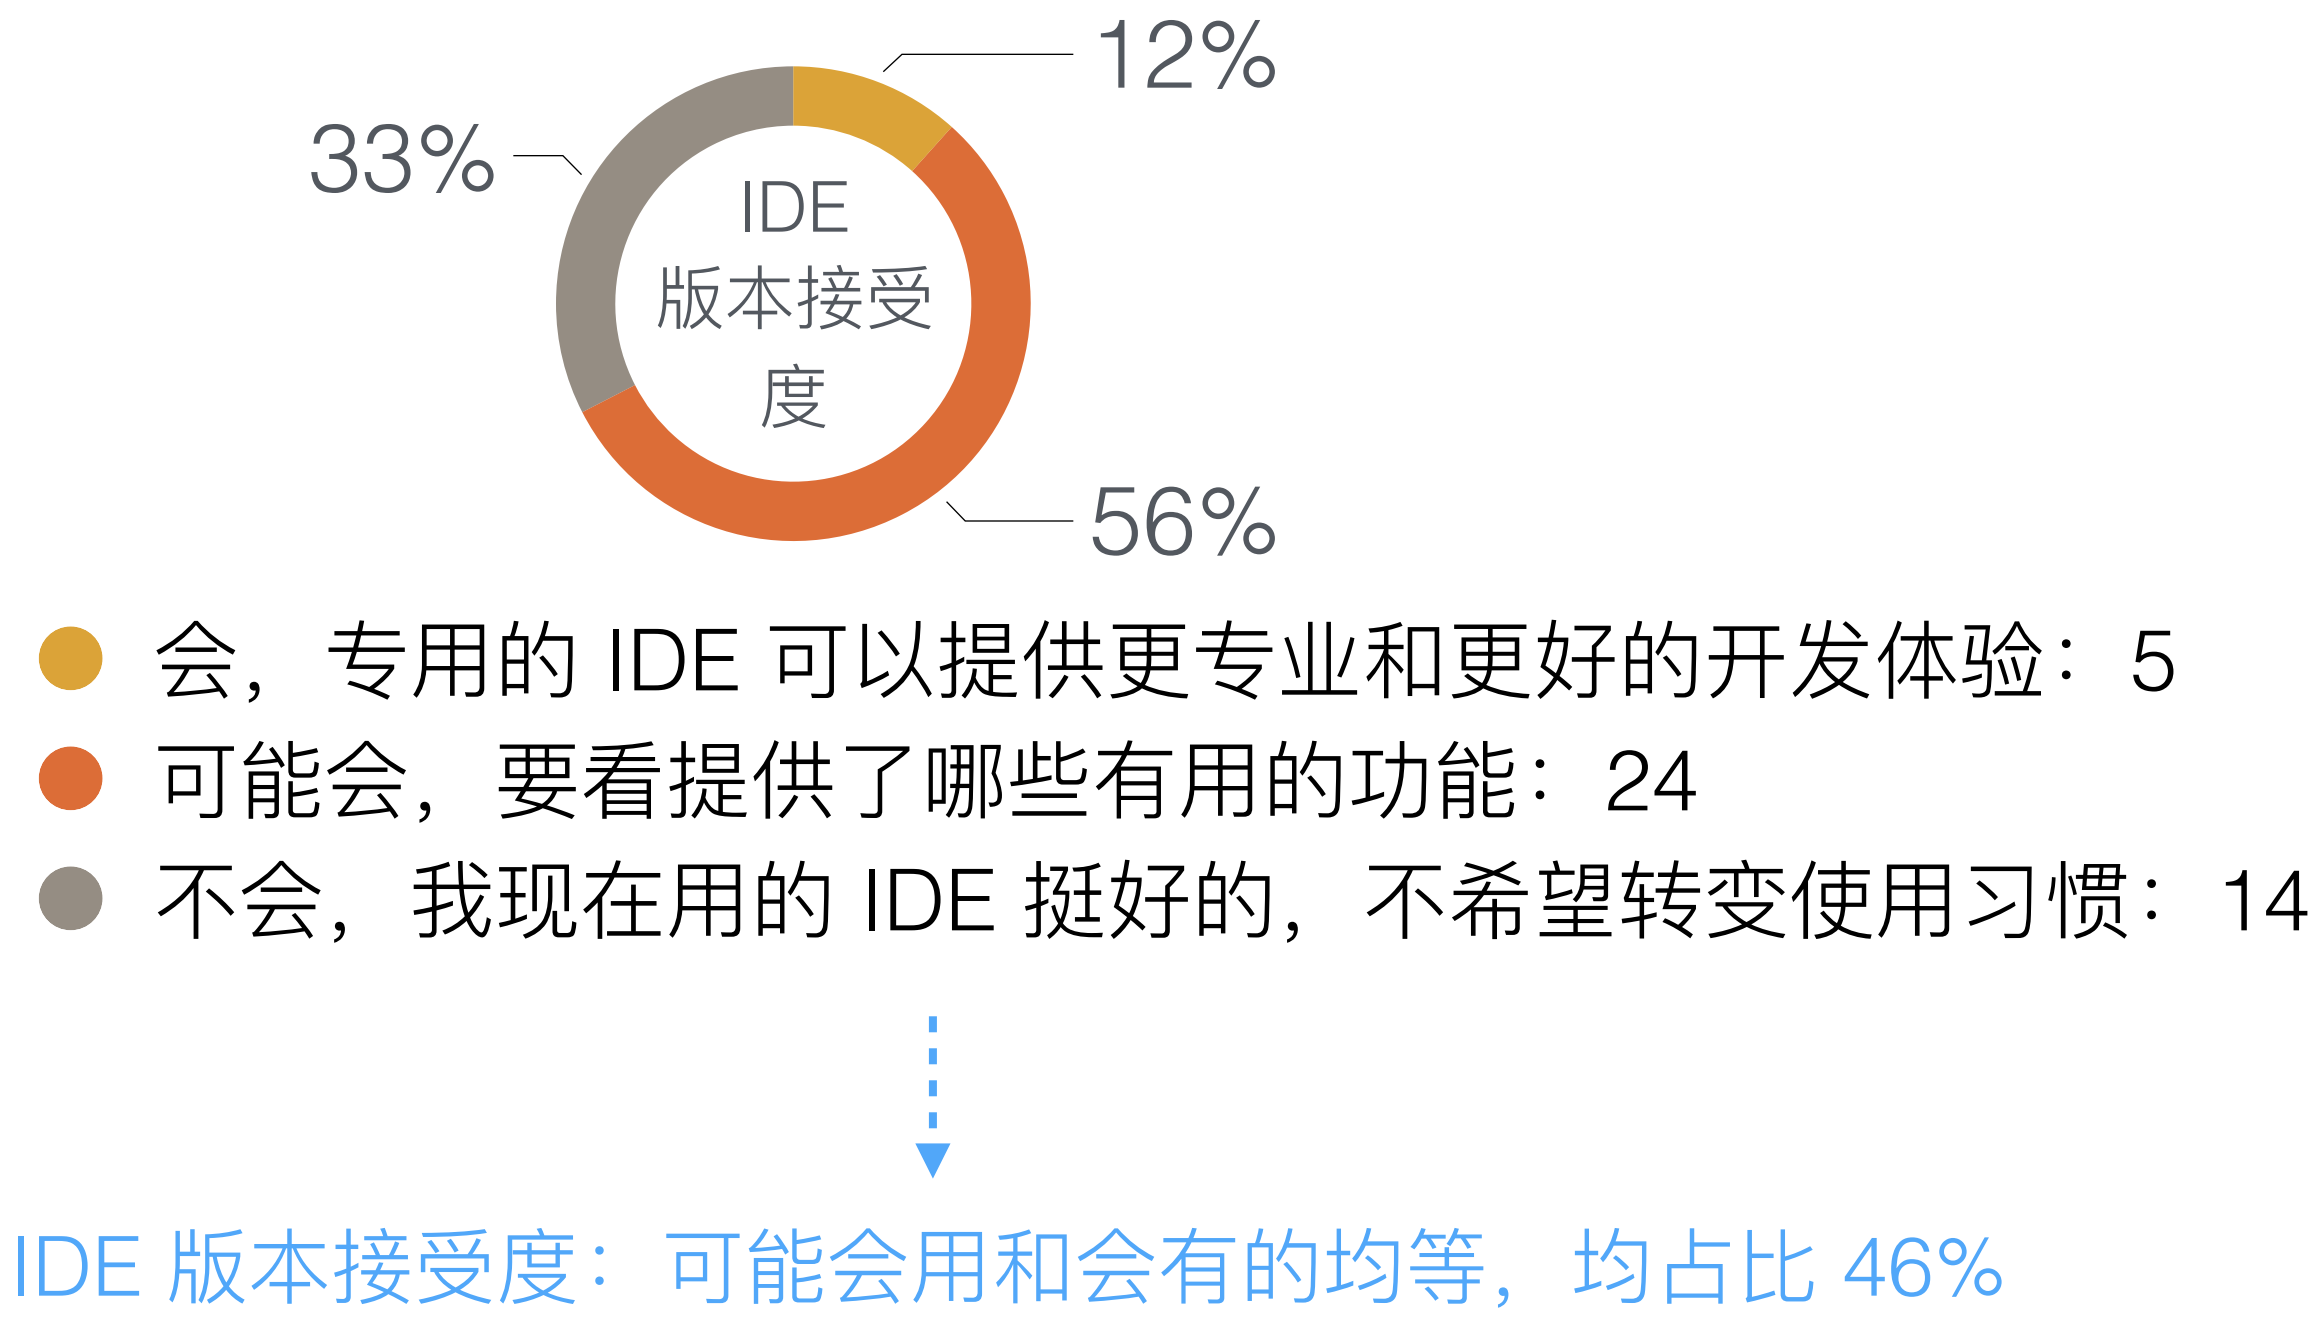 12%
33%
IDE
版本接受
度
56%
会，专用的 IDE 可以提供更专业和更好的开发体验：5
可能会，要看提供了哪些有用的功能：24
不会，我现在用的 IDE 挺好的，不希望转变使用习惯：14
IDE 版本接受度：可能会用和会有的均等，均占比 46%